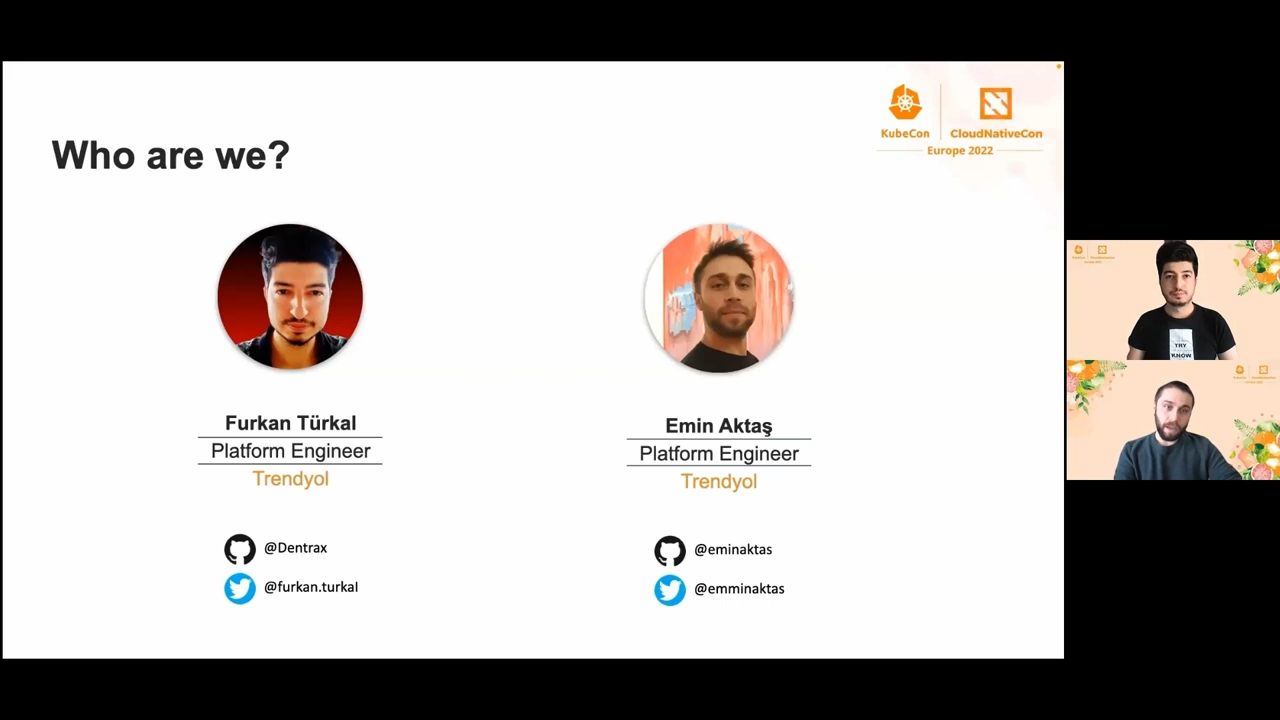 KubeCon
CloudNativeCon
Europe 2022
Who are we?
Furkan Türkal
Platform Engineer
Trendyol
@Dentrax
@furkan.turkal
Emin Aktaş
Platform Engineer
Trendyol
@eminaktas
@emminaktas
TRY
KNOW